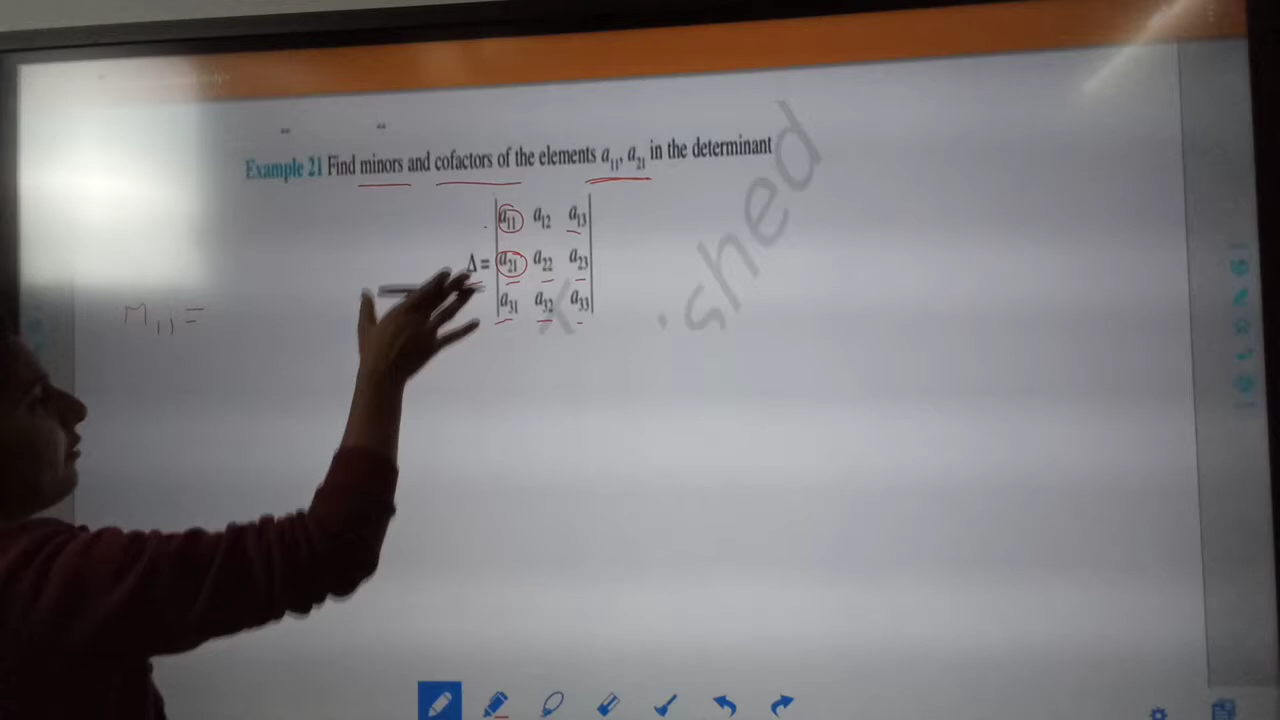 Example 21 Find minors and cofactors of the elements a₁₁, a₂₁ in the determinant
a₁₁ a₁₂ a₁₃
Δ = a₂₁ a₂₂ a₂₃
a₃₁ a₃₂ a₃₃
M₁₁ =
shed